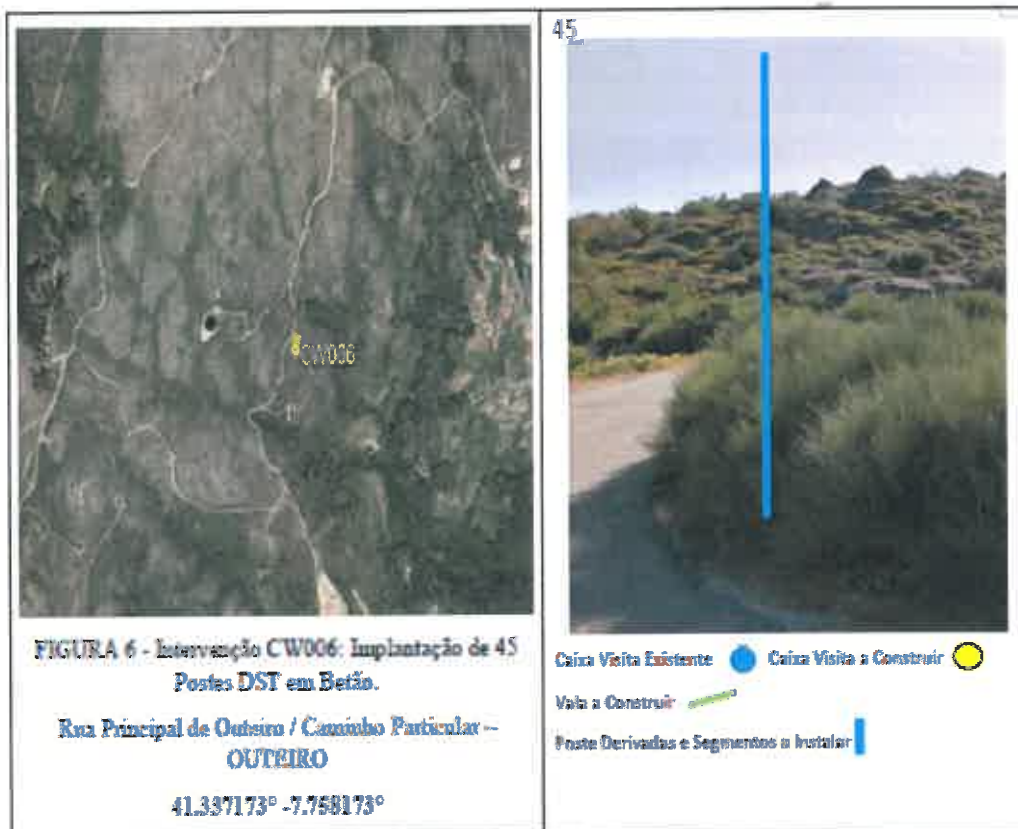 CW006
FIGURA 6 - Intervenção CW006: Implantação de 45
Postes DST em Betão.
Rua Principal de Outeiro / Caminho Particular –
OUTEIRO
41.337173° -7.758173°
45
Caixa Visita Existente Caixa Visita a Construir
Vala a Construir
Poste Derivadas e Segmentos a Instalar